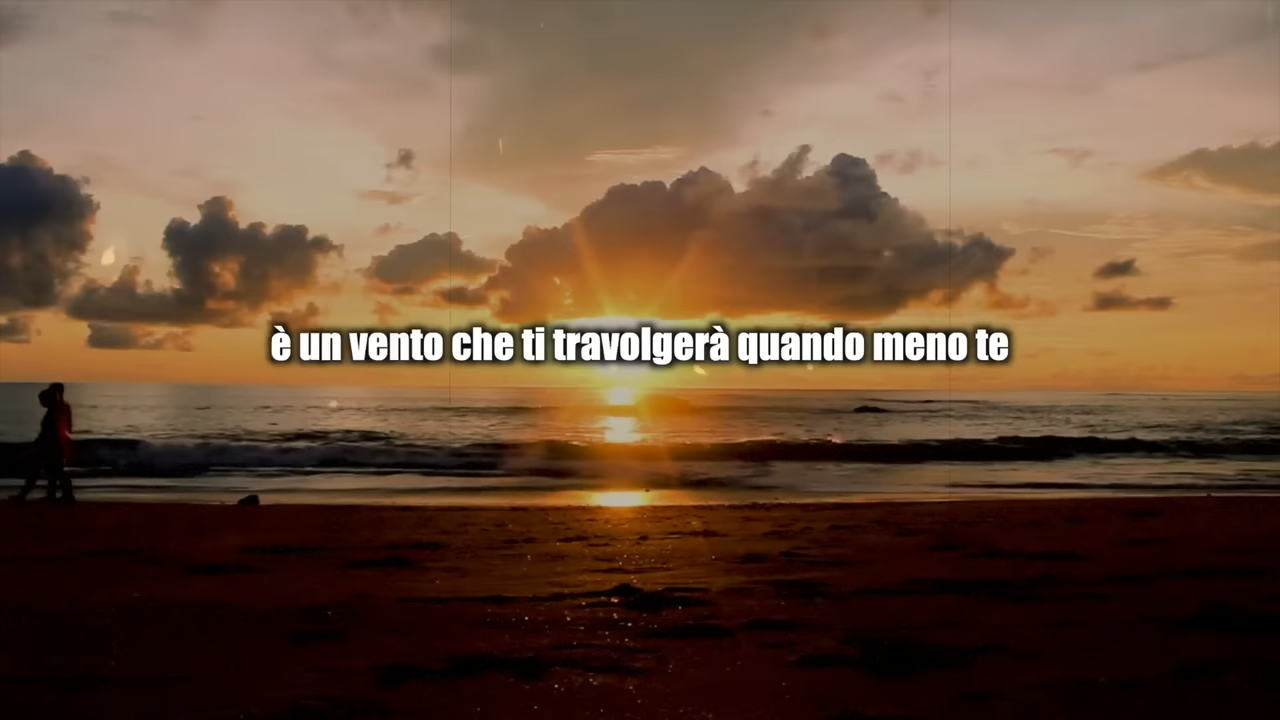 è un vento che ti travolgerà quando meno te